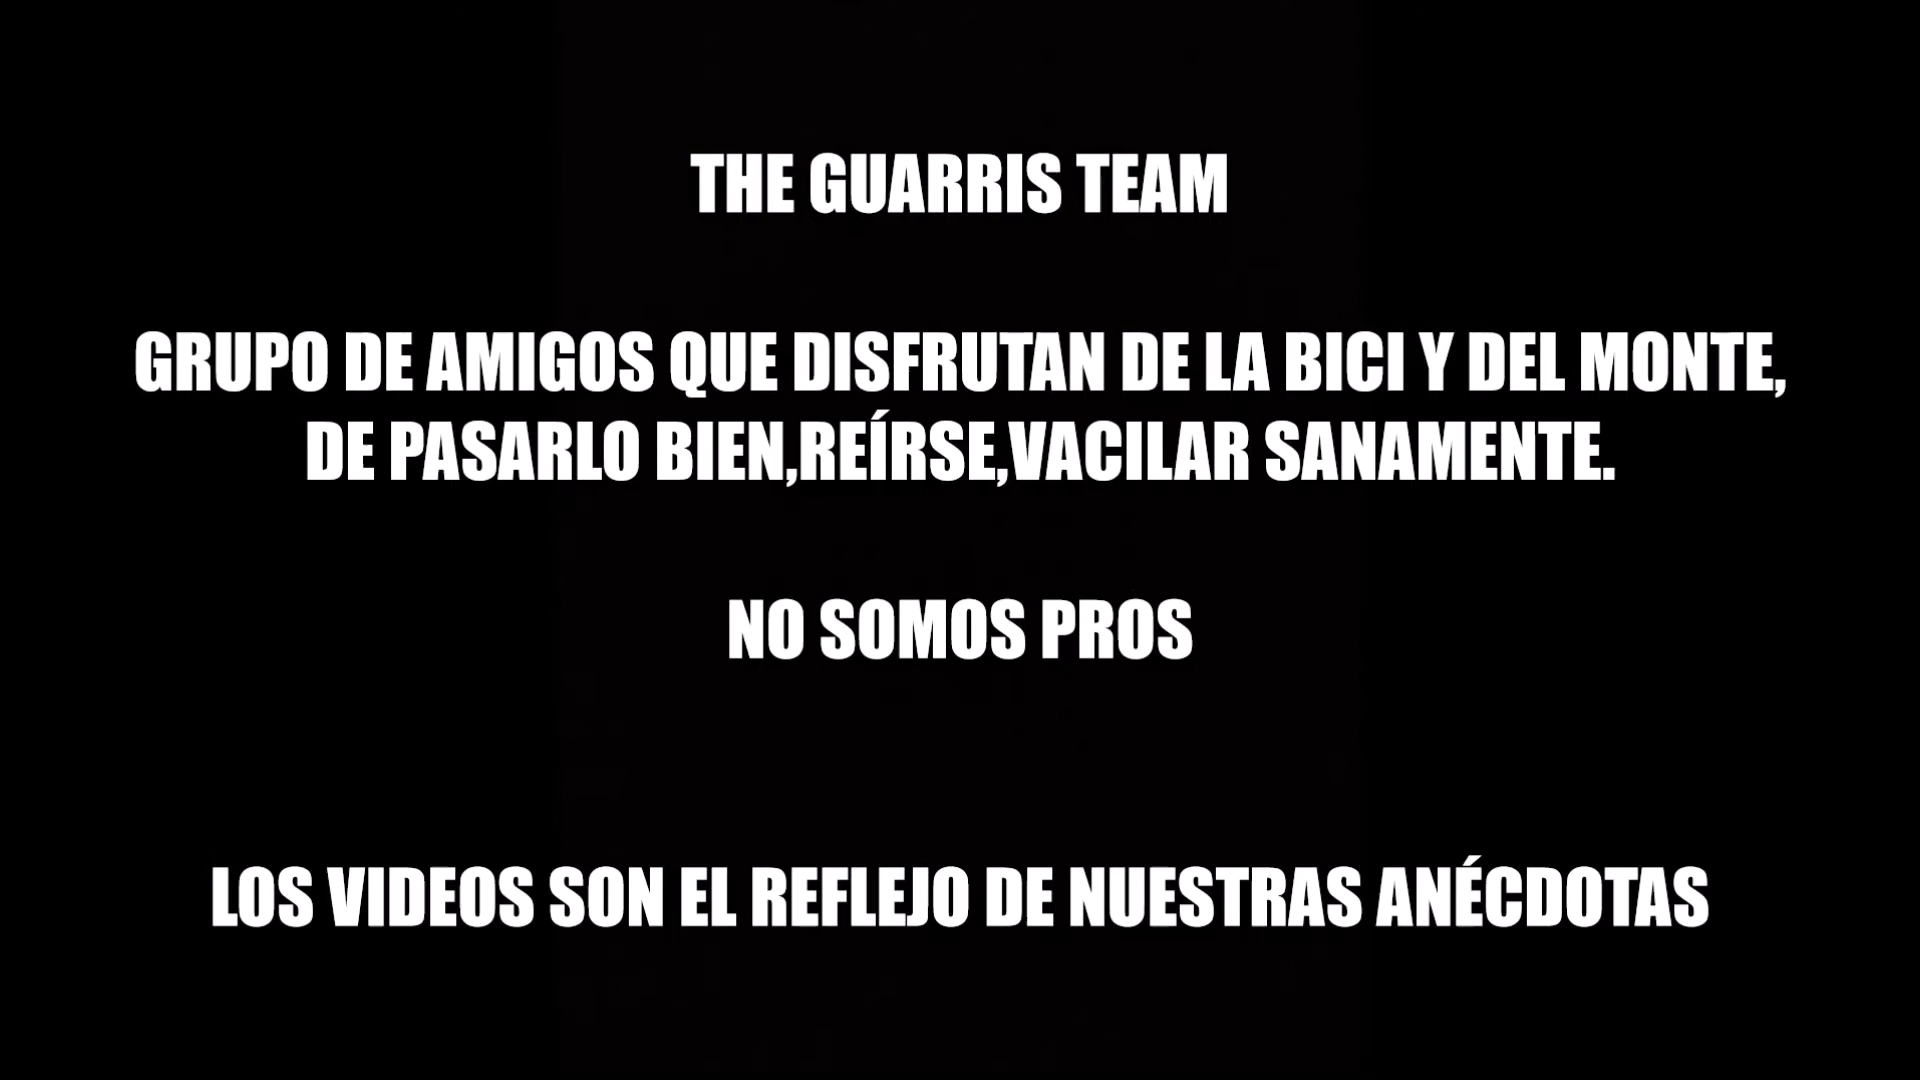 THE GUARRIS TEAM
GRUPO DE AMIGOS QUE DISFRUTAN DE LA BICI Y DEL MONTE,
DE PASARLO BIEN,REÍRSE,VACILAR SANAMENTE.
NO SOMOS PROS
LOS VIDEOS SON EL REFLEJO DE NUESTRAS ANÉCDOTAS